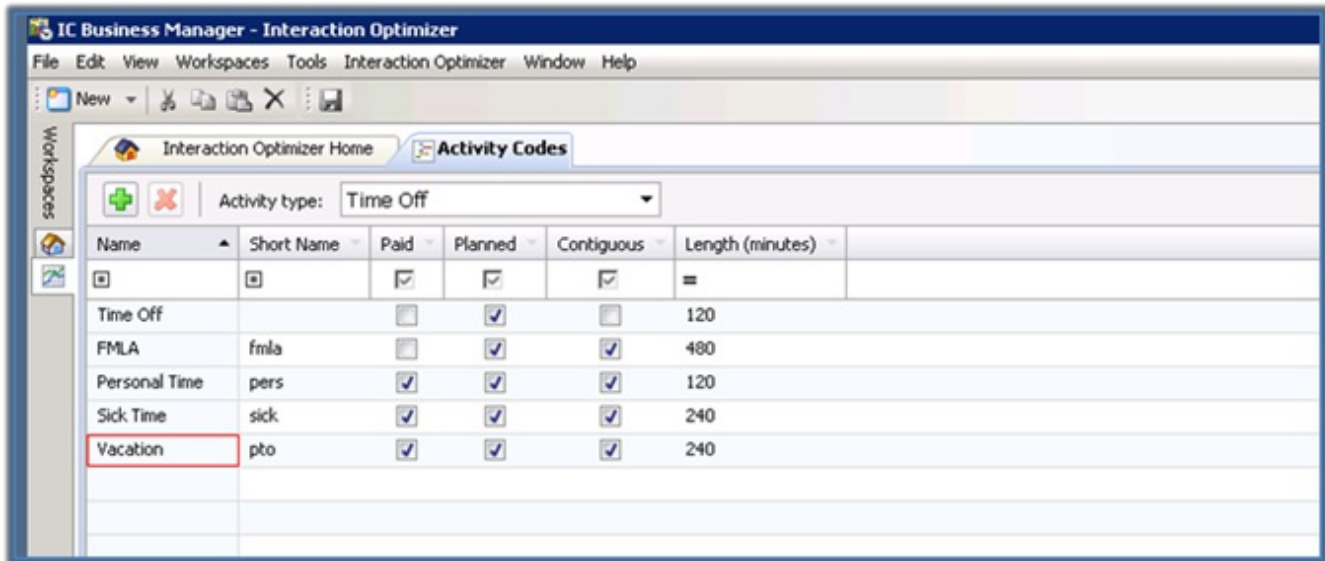 IC Business Manager - Interaction Optimizer
File Edit View Workspaces Tools Interaction Optimizer Window Help
New
Workspaces
Interaction Optimizer Home Activity Codes
Activity type: Time Off
Name Short Name Paid Planned Contiguous Length (minutes)
=
Time Off 120
FMLA fmla 480
Personal Time pers 120
Sick Time sick 240
Vacation pto 240